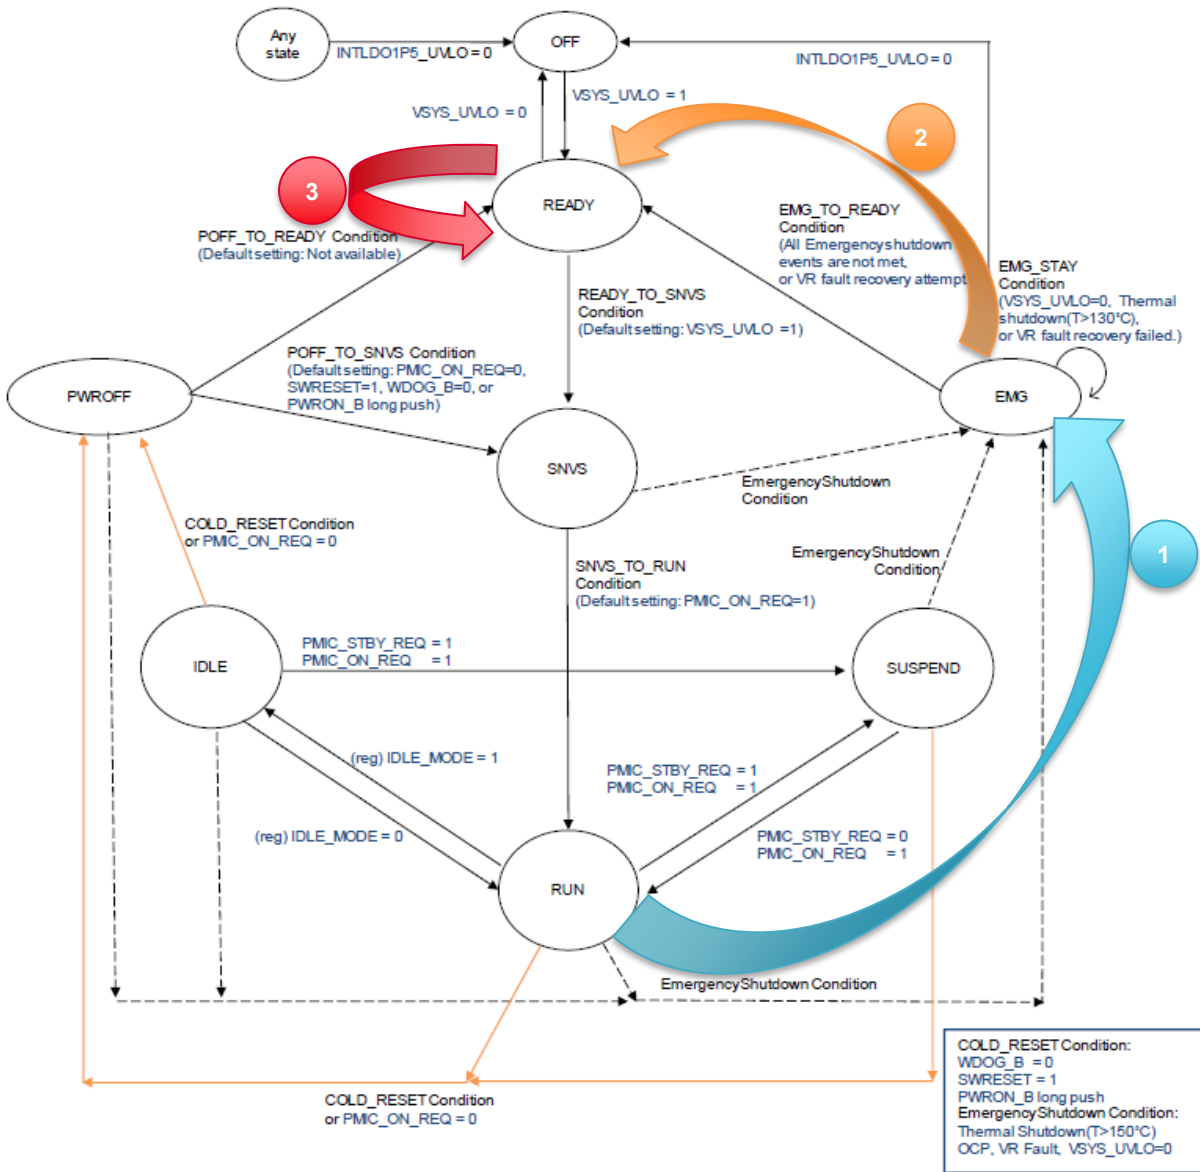 Any
state
OFF
INTLDO1P5_UVLO = 0
INTLDO1P5_UVLO = 0
VSYS_UVLO = 1
VSYS_UVLO = 0
2
3
READY
EMG_TO_READY
Condition
(All Emergency shutdown
events are not met,
or VR fault recovery attempt
POFF_TO_READY Condition
(Default setting: Not available)
EMG_STAY
Condition
(VSYS_UVLO=0, Thermal
shutdown(T>130°C),
or VR fault recovery failed.)
READY_TO_SNVS
Condition
(Default setting: VSYS_UVLO =1)
POFF_TO_SNVS Condition
(Default setting: PMIC_ON_REQ=0,
SWRESET=1, WDOG_B=0, or
PWRON_B long push)
PWROFF
EMG
SNVS
Emergency Shutdown
Condition
COLD_RESET Condition
or PMIC_ON_REQ = 0
Emergency Shutdown
Condition
1
SNVS_TO_RUN
Condition
(Default setting: PMIC_ON_REQ=1)
IDLE
PMIC_STBY_REQ = 1
PMIC_ON_REQ = 1
SUSPEND
(reg) IDLE_MODE = 1
PMIC_STBY_REQ = 1
PMIC_ON_REQ = 1
(reg) IDLE_MODE = 0
PMIC_STBY_REQ = 0
PMIC_ON_REQ = 1
RUN
Emergency Shutdown Condition
COLD_RESET Condition
or PMIC_ON_REQ = 0
COLD_RESET Condition:
WDOG_B = 0
SWRESET = 1
PWRON_B long push
Emergency Shutdown Condition:
Thermal Shutdown(T>150°C)
OCP, VR Fault, VSYS_UVLO=0